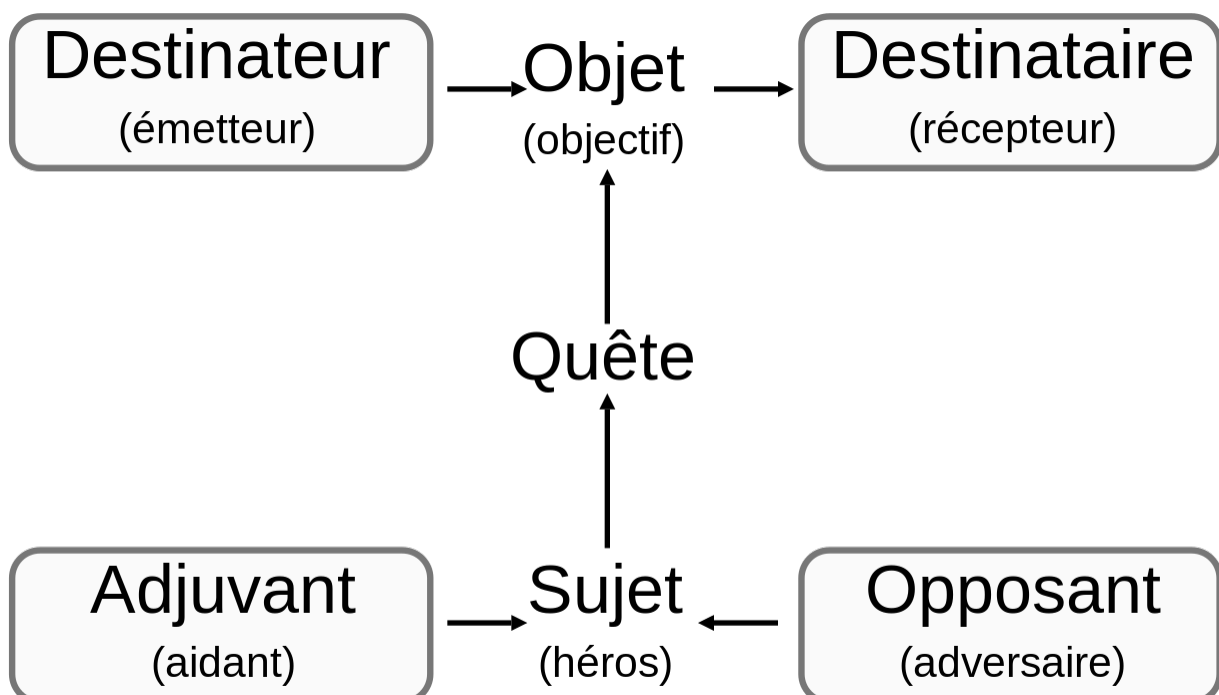 Destinateur
(émetteur)
Objet
(objectif)
Destinataire
(récepteur)
Quête
Adjuvant
(aidant)
Sujet
(héros)
Opposant
(adversaire)